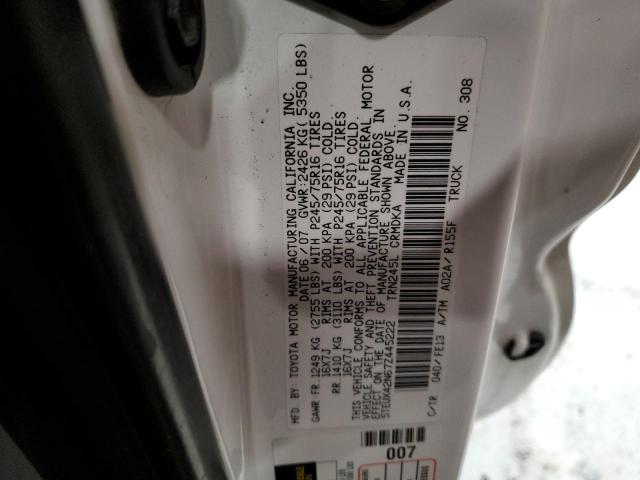 MFD. BY: TOYOTA MOTOR MANUFACTURING CALIFORNIA INC.
DATE: 06/07 GVWR: 2426 KG( 5350 LBS)
GAWR FR. 1249 KG (2755 LBS) WITH P245/75R16 TIRES
16X7J RIMS AT 200 KPA (29 PSI) COLD
RR. 1410 KG (3110 LBS) WITH P245/75R16 TIRES
16X7J RIMS AT 200 KPA (29 PSI) COLD
THIS VEHICLE CONFORMS TO ALL APPLICABLE FEDERAL MOTOR
VEHICLE SAFETY AND THEFT PREVENTION STANDARDS IN
EFFECT ON THE DATE OF MANUFACTURE SHOWN ABOVE.
5TEUX42N67Z445222 TRN245L CRMDKA MADE IN U.S.A.
C/TR 040/FE13 A/TM A02A/R155F TRUCK NO. 308
007